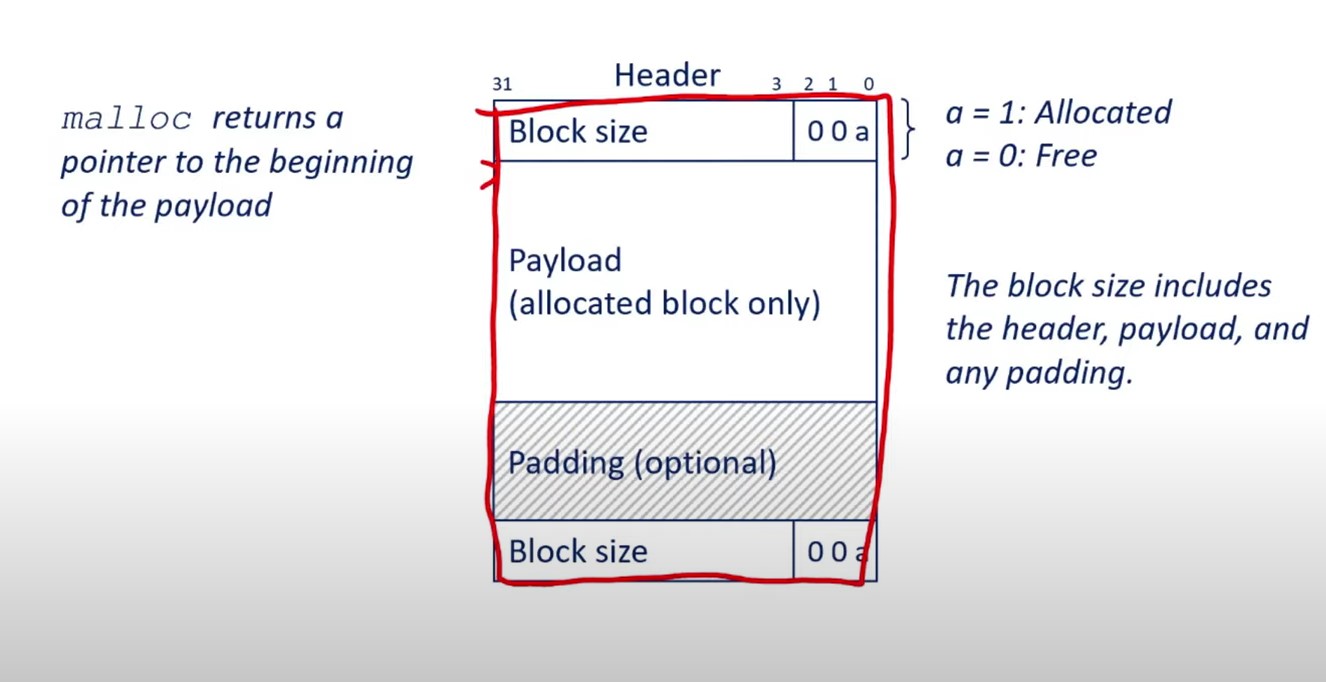 Header
31 3 2 1 0
malloc returns a
pointer to the beginning
of the payload
Block size 0 0 a
a = 1: Allocated
a = 0: Free
Payload
(allocated block only)
The block size includes
the header, payload, and
any padding.
Padding (optional)
Block size 0 0 a